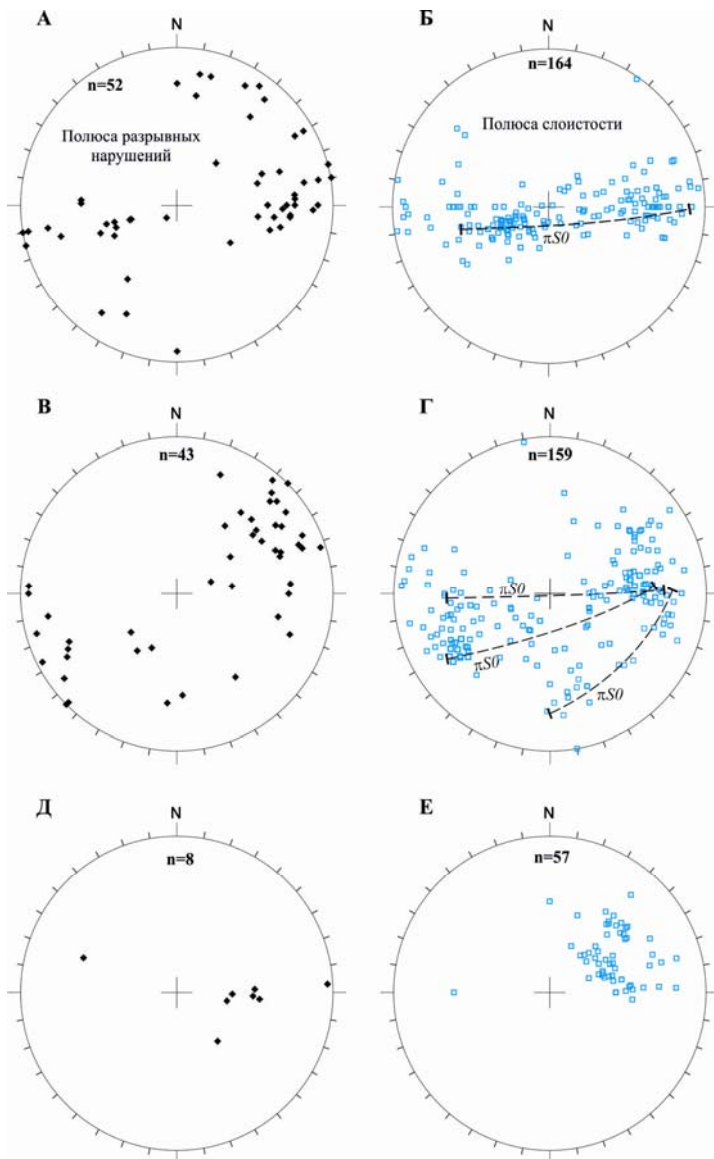 А
N
n=52
Полюса разрывных
нарушений
Б
N
n=164
Полюса слоистости
πS0
В
N
n=43
Г
N
n=159
πS0
πS0
πS0
Д
N
n=8
Е
N
n=57